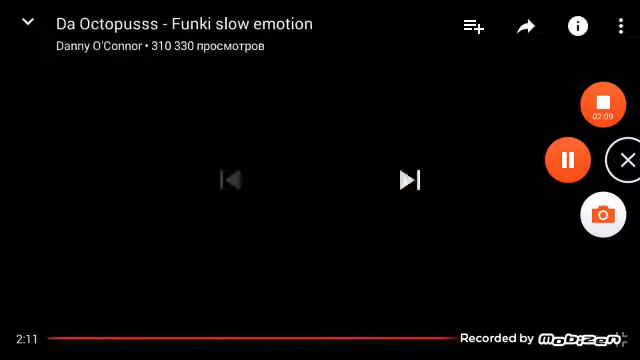 Da Octopusss - Funki slow emotion
Danny O'Connor • 310 330 просмотров
02:09
2:11
Recorded by Mobizen